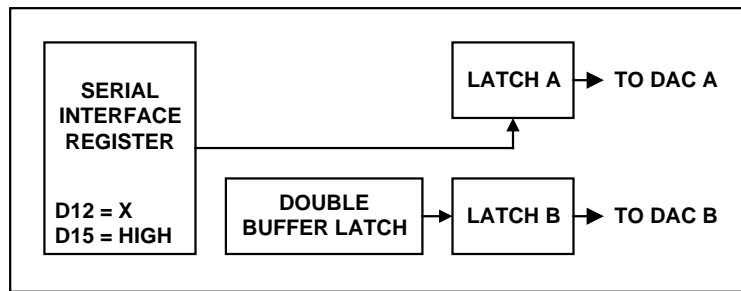 SERIAL
INTERFACE
REGISTER
D12 = X
D15 = HIGH
LATCH A
TO DAC A
DOUBLE
BUFFER LATCH
LATCH B
TO DAC B